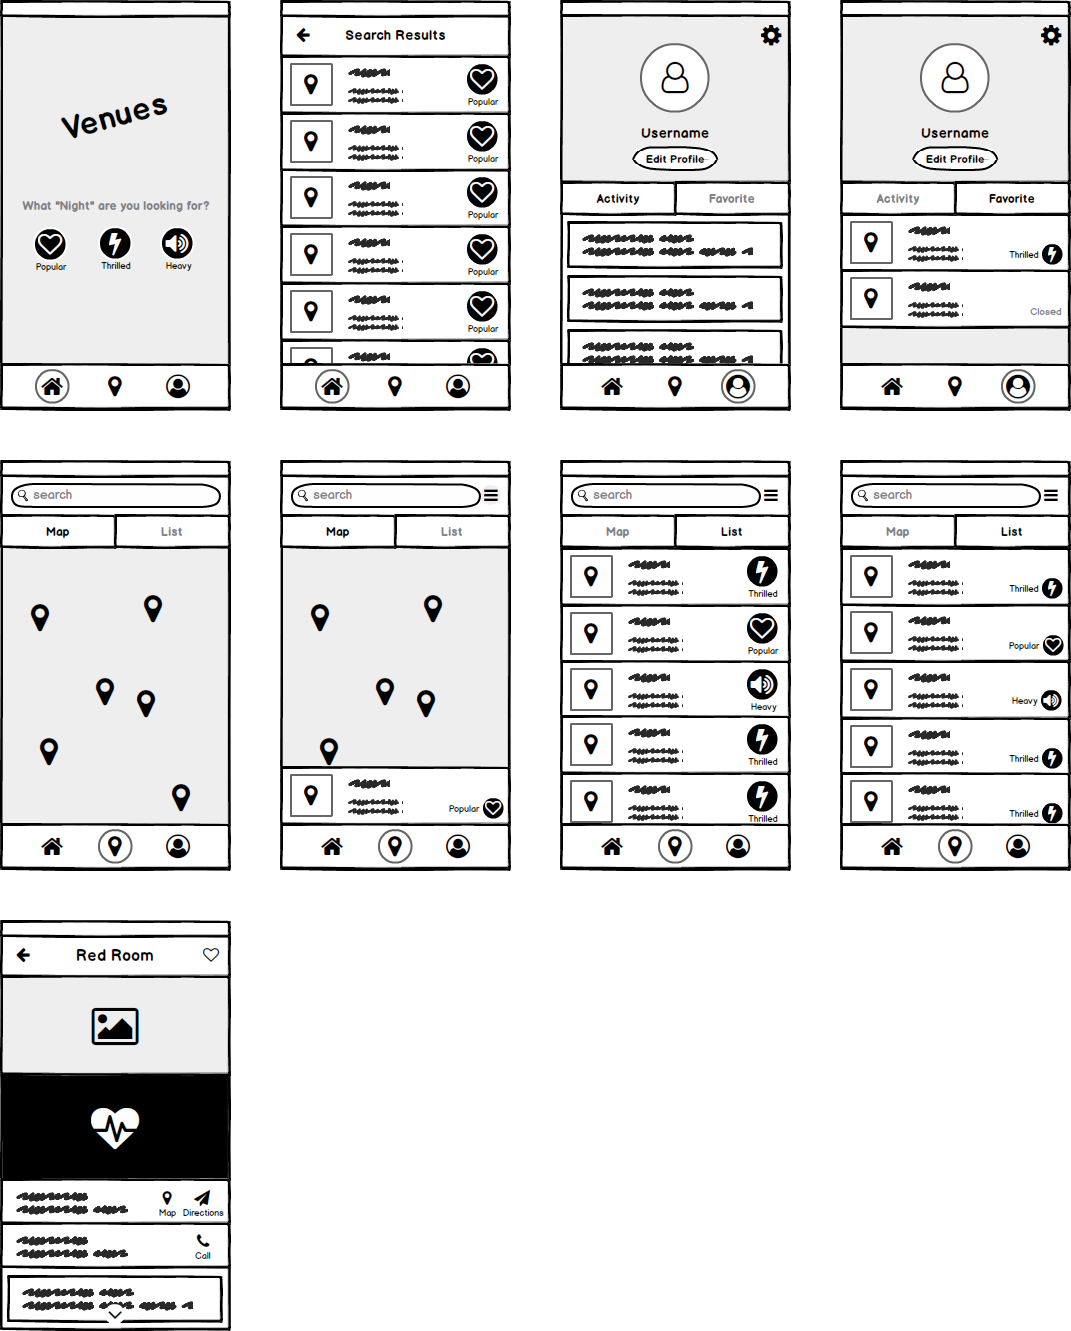 Venues
What "Night" are you looking for?
Popular Thrilled Heavy
Search Results
Popular
Popular
Popular
Popular
Popular
Username
Edit Profile
Activity Favorite
Username
Edit Profile
Activity Favorite
Thrilled
Closed
search
Map List
search
Map List
Popular
search
Map List
Thrilled
Popular
Heavy
Thrilled
Thrilled
search
Map List
Thrilled
Popular
Heavy
Thrilled
Thrilled
Red Room
Map Directions
Call